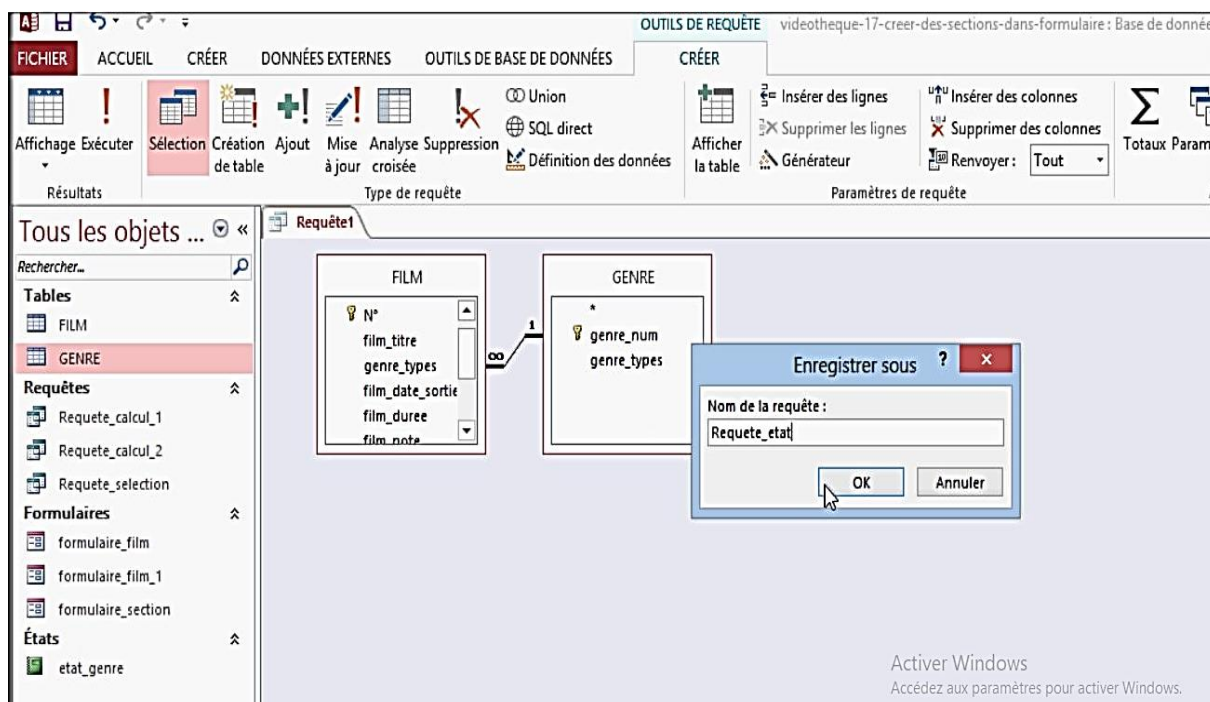 OUTILS DE REQUÊTE videotheque-17-creer-des-sections-dans-formulaire : Base de donnée
FICHIER ACCUEIL CRÉER DONNÉES EXTERNES OUTILS DE BASE DE DONNÉES CRÉER
Affichage Exécuter Sélection Création de table Ajout Mise à jour Analyse croisée Suppression
Union
SQL direct
Définition des données
Afficher la table
Insérer des lignes
Supprimer les lignes
Générateur
Insérer des colonnes
Supprimer des colonnes
Renvoyer : Tout
Totaux Param
Résultats Type de requête Paramètres de requête
Tous les objets ... «
Rechercher...
Tables
FILM
GENRE
Requêtes
Requete_calcul_1
Requete_calcul_2
Requete_selection
Formulaires
formulaire_film
formulaire_film_1
formulaire_section
États
etat_genre
Requête1
FILM
N°
film_titre
genre_types
film_date_sortie
film_duree
film_note
∞ 1
GENRE
*
genre_num
genre_types
Enregistrer sous ? ×
Nom de la requête :
Requete_etat
OK Annuler
Activer Windows
Accédez aux paramètres pour activer Windows.